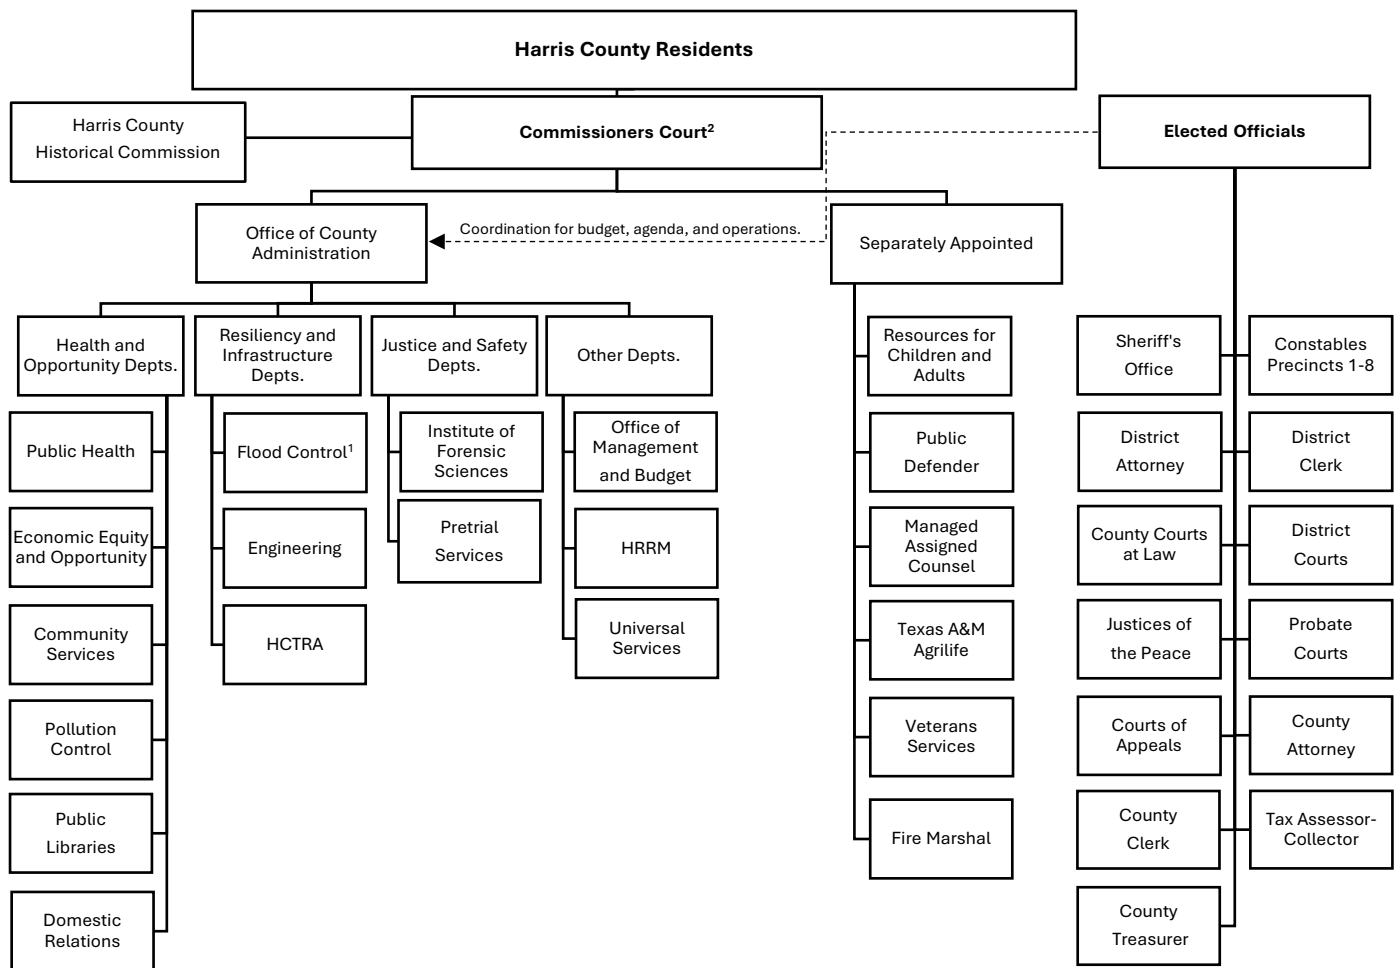 Harris County Residents
Harris County
Historical Commission
Commissioners Court²
Elected Officials
Office of County
Administration
Coordination for budget, agenda, and operations.
Separately Appointed
Health and
Opportunity Depts.
Resiliency and
Infrastructure
Depts.
Justice and Safety
Depts.
Other Depts.
Public Health
Economic Equity
and Opportunity
Community
Services
Pollution
Control
Public
Libraries
Domestic
Relations
Flood Control¹
Engineering
HCTRA
Institute of
Forensic
Sciences
Pretrial
Services
Office of
Management
and Budget
HRRM
Universal
Services
Resources for
Children and
Adults
Public
Defender
Managed
Assigned
Counsel
Texas A&M
Agrilife
Veterans
Services
Fire Marshal
Sheriff's
Office
Constables
Precincts 1-8
District
Attorney
District
Clerk
County Courts
at Law
District
Courts
Justices of
the Peace
Probate
Courts
Courts of
Appeals
County
Attorney
County
Clerk
Tax Assessor-
Collector
County
Treasurer